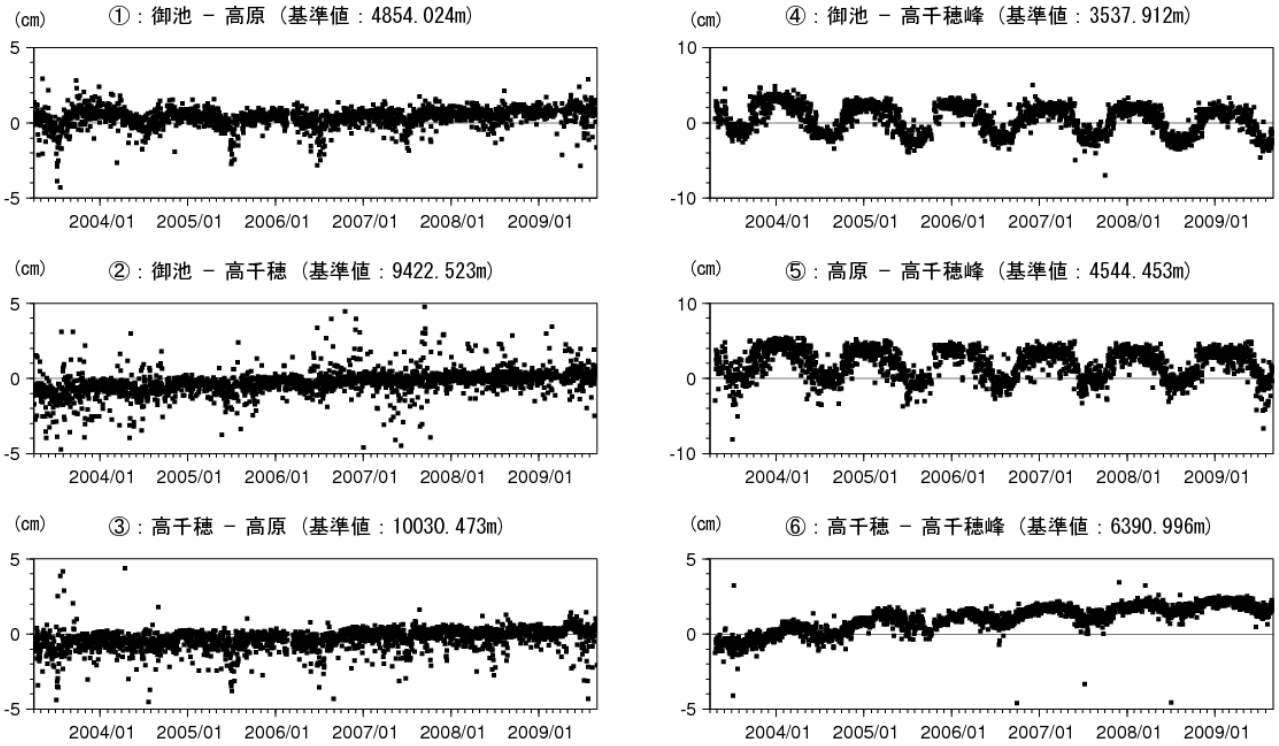 (cm) ①：御池 − 高原 (基準値：4854.024m)
5
0
-5
2004/01 2005/01 2006/01 2007/01 2008/01 2009/01
(cm) ②：御池 − 高千穂 (基準値：9422.523m)
5
0
-5
2004/01 2005/01 2006/01 2007/01 2008/01 2009/01
(cm) ③：高千穂 − 高原 (基準値：10030.473m)
5
0
-5
2004/01 2005/01 2006/01 2007/01 2008/01 2009/01
(cm) ④：御池 − 高千穂峰 (基準値：3537.912m)
10
0
-10
2004/01 2005/01 2006/01 2007/01 2008/01 2009/01
(cm) ⑤：高原 − 高千穂峰 (基準値：4544.453m)
10
0
-10
2004/01 2005/01 2006/01 2007/01 2008/01 2009/01
(cm) ⑥：高千穂 − 高千穂峰 (基準値：6390.996m)
5
0
-5
2004/01 2005/01 2006/01 2007/01 2008/01 2009/01